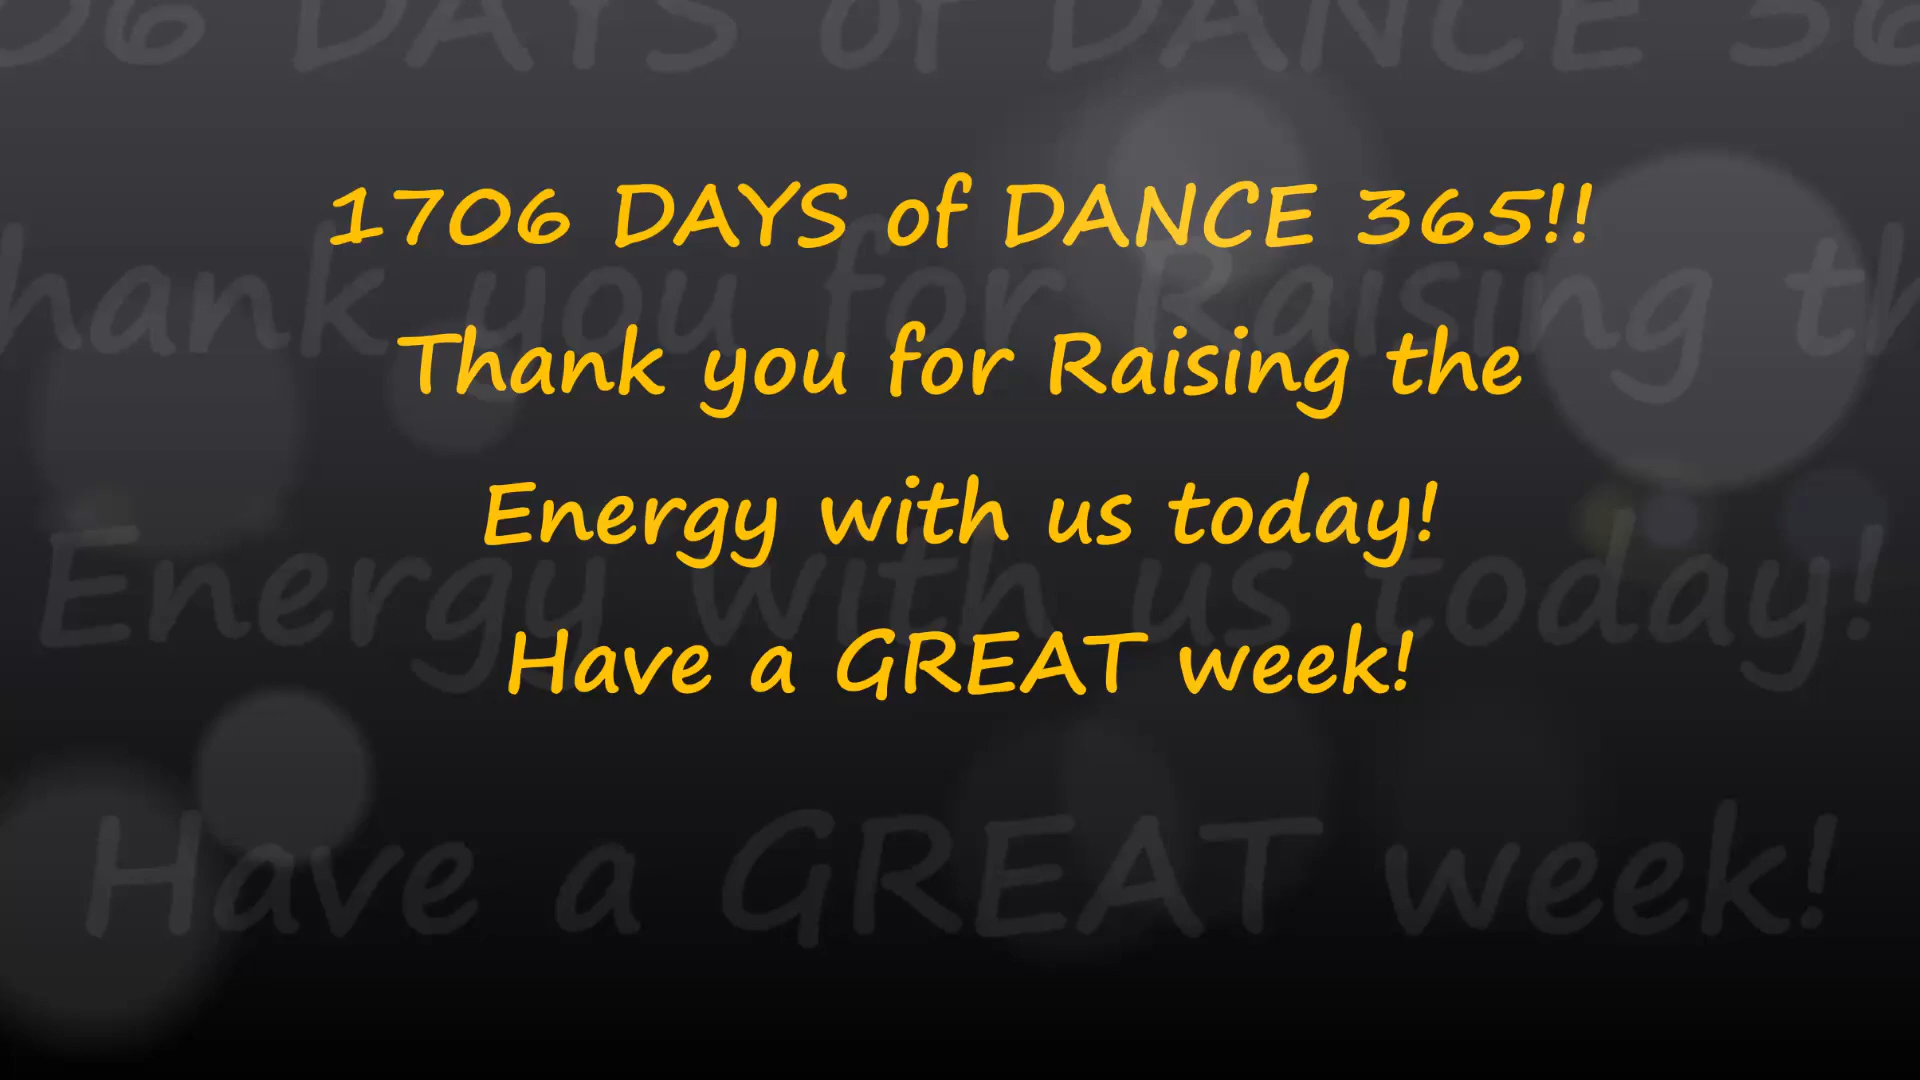 1706 DAYS of DANCE 365!!
Thank you for Raising the
Energy with us today!
Have a GREAT week!